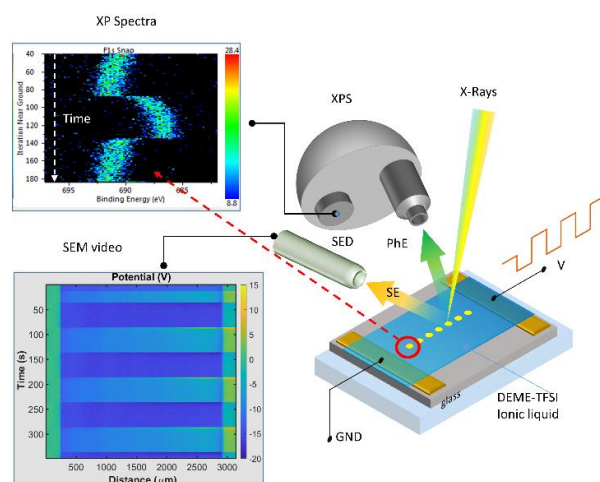 XP Spectra
F1s Snap
Iteration Near Ground
40
60
80
100
120
140
160
180
Time
695
690
685
Binding Energy (eV)
28.4
8.8
XPS
X-Rays
SED
PhE
SE
V
SEM video
Potential (V)
Time (s)
50
100
150
200
250
300
500
1000
1500
2000
2500
3000
Distance (μm)
15
10
5
0
-5
-10
-15
-20
glass
DEME-TFSI
Ionic liquid
GND